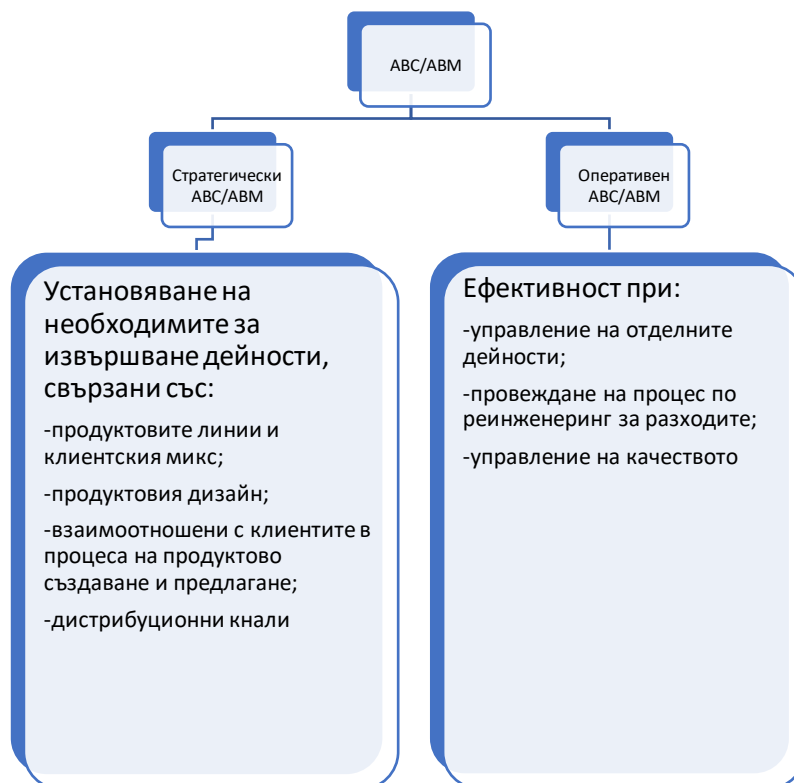 ABC/ABM
Стратегически
ABC/ABM
Оперативен
ABC/ABM
Установяване на
необходимите за
извършване дейности,
свързани със:
-продуктовите линии и
клиентския микс;
-продуктовия дизайн;
-взаимоотношени с клиентите в
процеса на продуктово
създаване и предлагане;
-дистрибуционни кнали
Ефективност при:
-управление на отделните
дейности;
-провеждане на процес по
реинженеринг за разходите;
-управление на качеството